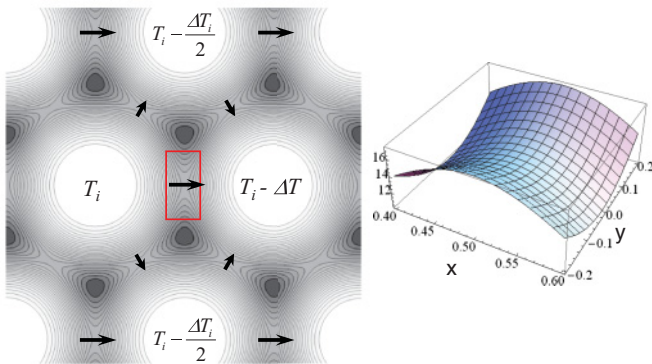 T_i − ΔT_i/2
T_i
T_i − ΔT
T_i − ΔT_i/2
16
14
12
0.40
0.45
0.50
0.55
0.60
x
0.2
0.1
0.0
−0.1
−0.2
y